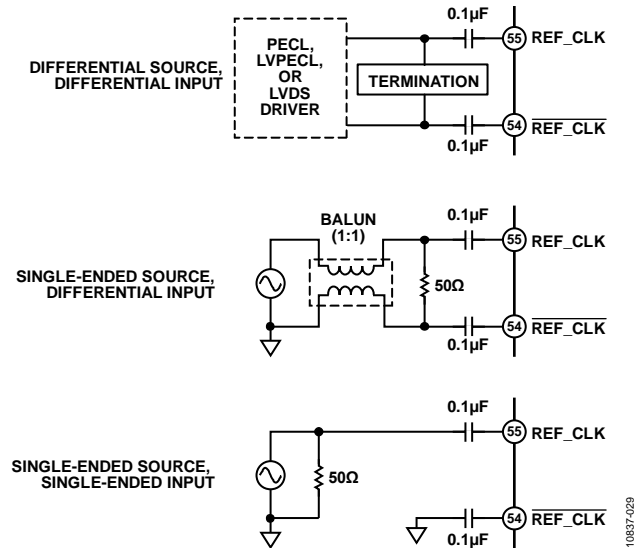 0.1µF
55 REF_CLK
DIFFERENTIAL SOURCE,
DIFFERENTIAL INPUT
PECL,
LVPECL,
OR
LVDS
DRIVER
TERMINATION
54 REF_CLK
0.1µF
BALUN
(1:1)
0.1µF
55 REF_CLK
SINGLE-ENDED SOURCE,
DIFFERENTIAL INPUT
50Ω
54 REF_CLK
0.1µF
0.1µF
55 REF_CLK
SINGLE-ENDED SOURCE,
SINGLE-ENDED INPUT
50Ω
54 REF_CLK
0.1µF
10837-029